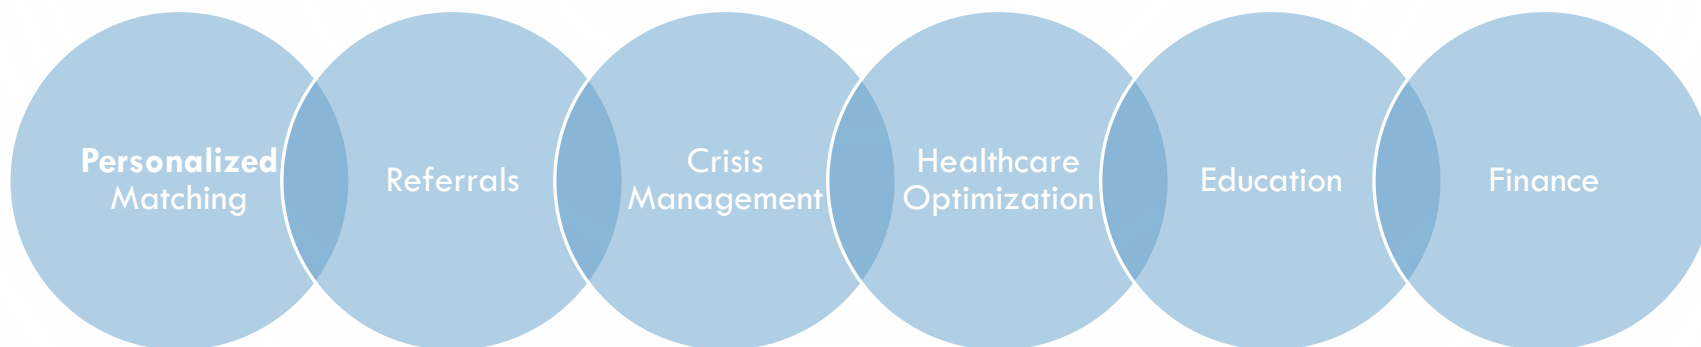 Personalized
Matching
Referrals
Crisis
Management
Healthcare
Optimization
Education
Finance